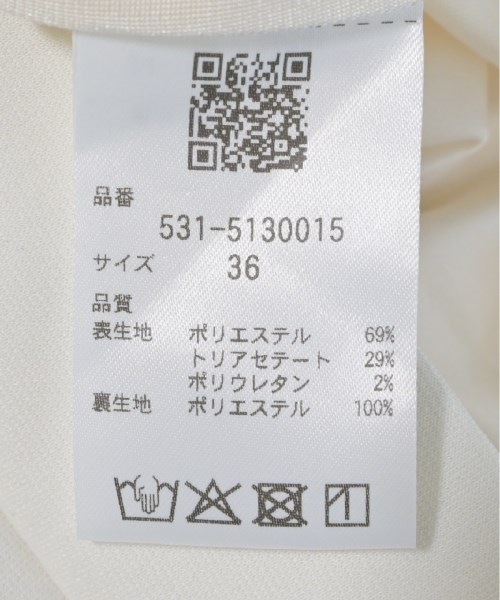 品番
531-5130015
サイズ 36
品質
表生地 ポリエステル 69%
トリアセテート 29%
ポリウレタン 2%
裏生地 ポリエステル 100%